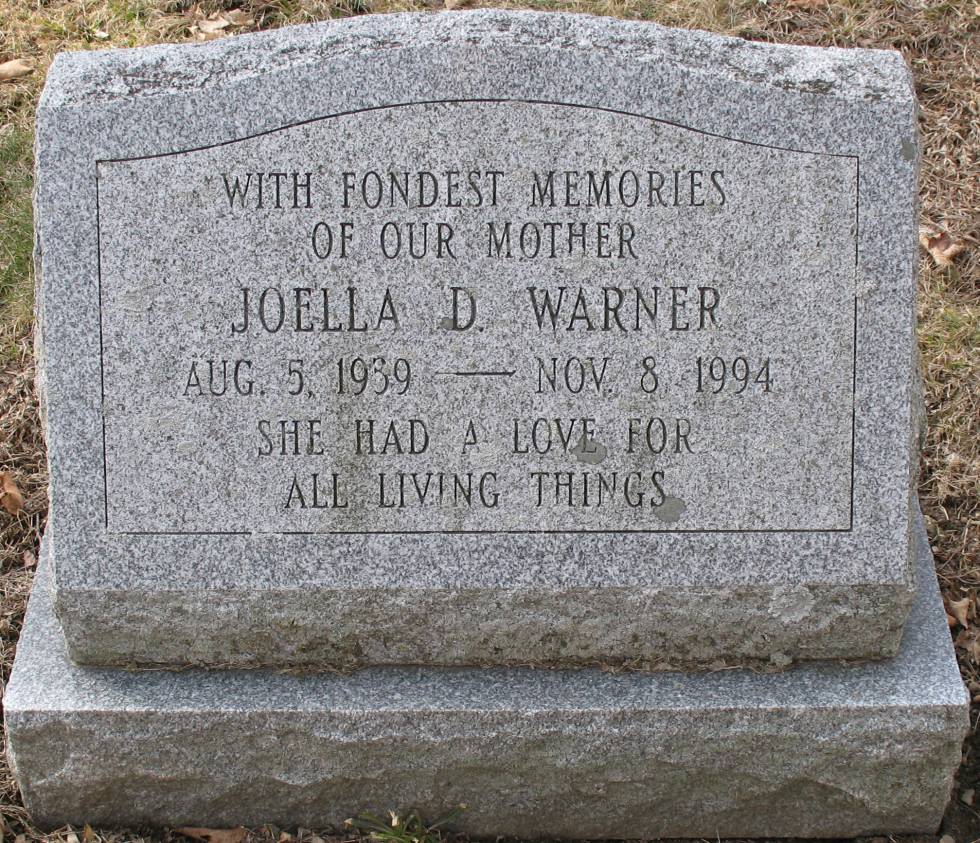 WITH FONDEST MEMORIES
OF OUR MOTHER
JOELLA D. WARNER
AUG. 5, 1939 — NOV. 8 1994
SHE HAD A LOVE FOR
ALL LIVING THINGS